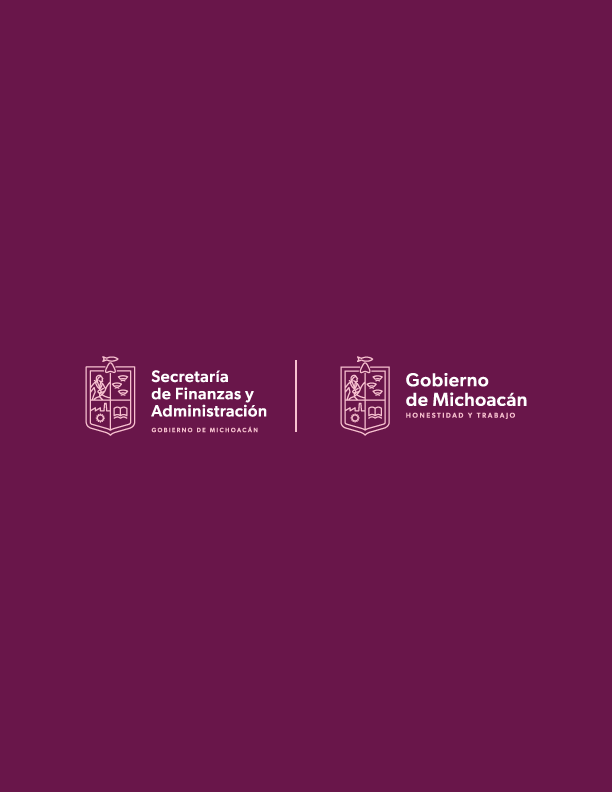 Secretaría
de Finanzas y
Administración
GOBIERNO DE MICHOACÁN
Gobierno
de Michoacán
HONESTIDAD Y TRABAJO